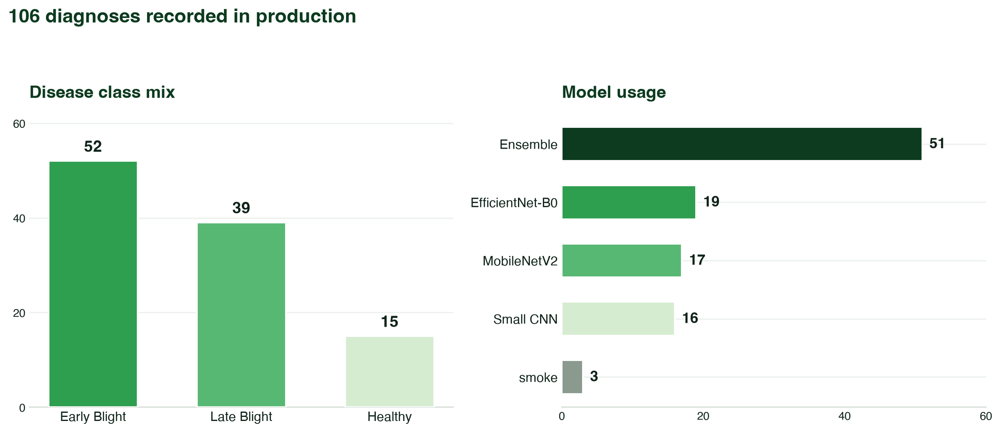 106 diagnoses recorded in production
Disease class mix
60
40
20
0
52
39
15
Early Blight
Late Blight
Healthy
Model usage
Ensemble
51
EfficientNet-B0
19
MobileNetV2
17
Small CNN
16
smoke
3
0
20
40
60